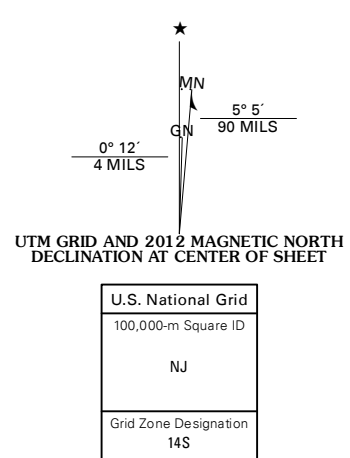 ★
MN
5° 5´
90 MILS
GN
0° 12´
4 MILS
UTM GRID AND 2012 MAGNETIC NORTH
DECLINATION AT CENTER OF SHEET
U.S. National Grid
100,000-m Square ID
NJ
Grid Zone Designation
14S